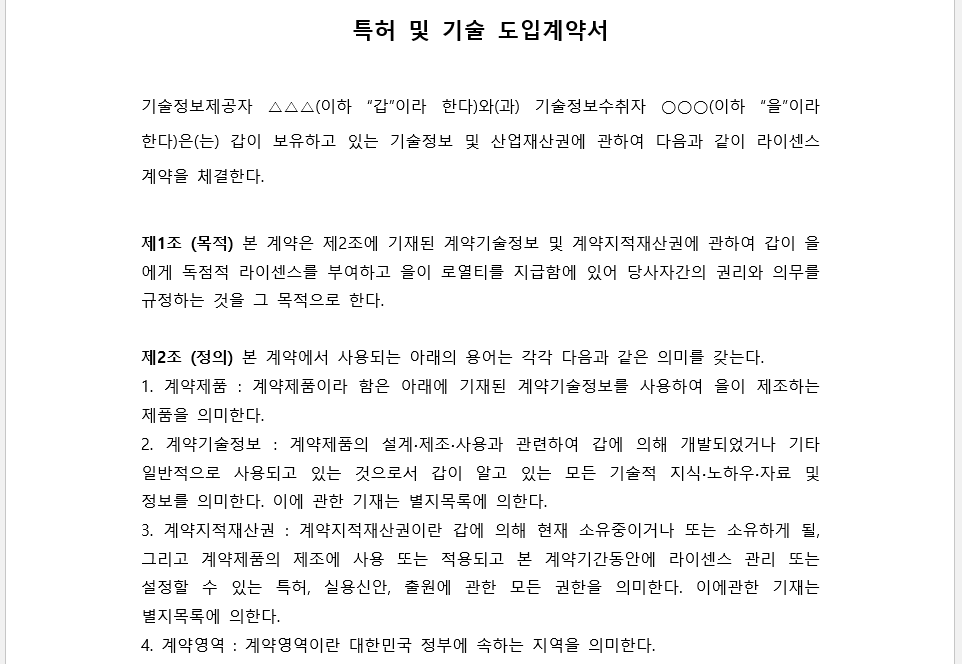 특허 및 기술 도입계약서
기술정보제공자 △△△(이하 “갑”이라 한다)와(과) 기술정보수취자 ○○○(이하 “을”이라
한다)은(는) 갑이 보유하고 있는 기술정보 및 산업재산권에 관하여 다음과 같이 라이센스
계약을 체결한다.
제1조 (목적) 본 계약은 제2조에 기재된 계약기술정보 및 계약지적재산권에 관하여 갑이 을
에게 독점적 라이센스를 부여하고 을이 로열티를 지급함에 있어 당사자간의 권리와 의무를
규정하는 것을 그 목적으로 한다.
제2조 (정의) 본 계약에서 사용되는 아래의 용어는 각각 다음과 같은 의미를 갖는다.
1. 계약제품 : 계약제품이라 함은 아래에 기재된 계약기술정보를 사용하여 을이 제조하는
제품을 의미한다.
2. 계약기술정보 : 계약제품의 설계·제조·사용과 관련하여 갑에 의해 개발되었거나 기타
일반적으로 사용되고 있는 것으로서 갑이 알고 있는 모든 기술적 지식·노하우·자료 및
정보를 의미한다. 이에 관한 기재는 별지목록에 의한다.
3. 계약지적재산권 : 계약지적재산권이란 갑에 의해 현재 소유중이거나 또는 소유하게 될,
그리고 계약제품의 제조에 사용 또는 적용되고 본 계약기간동안에 라이센스 관리 또는
설정할 수 있는 특허, 실용신안, 출원에 관한 모든 권한을 의미한다. 이에관한 기재는
별지목록에 의한다.
4. 계약영역 : 계약영역이란 대한민국 정부에 속하는 지역을 의미한다.